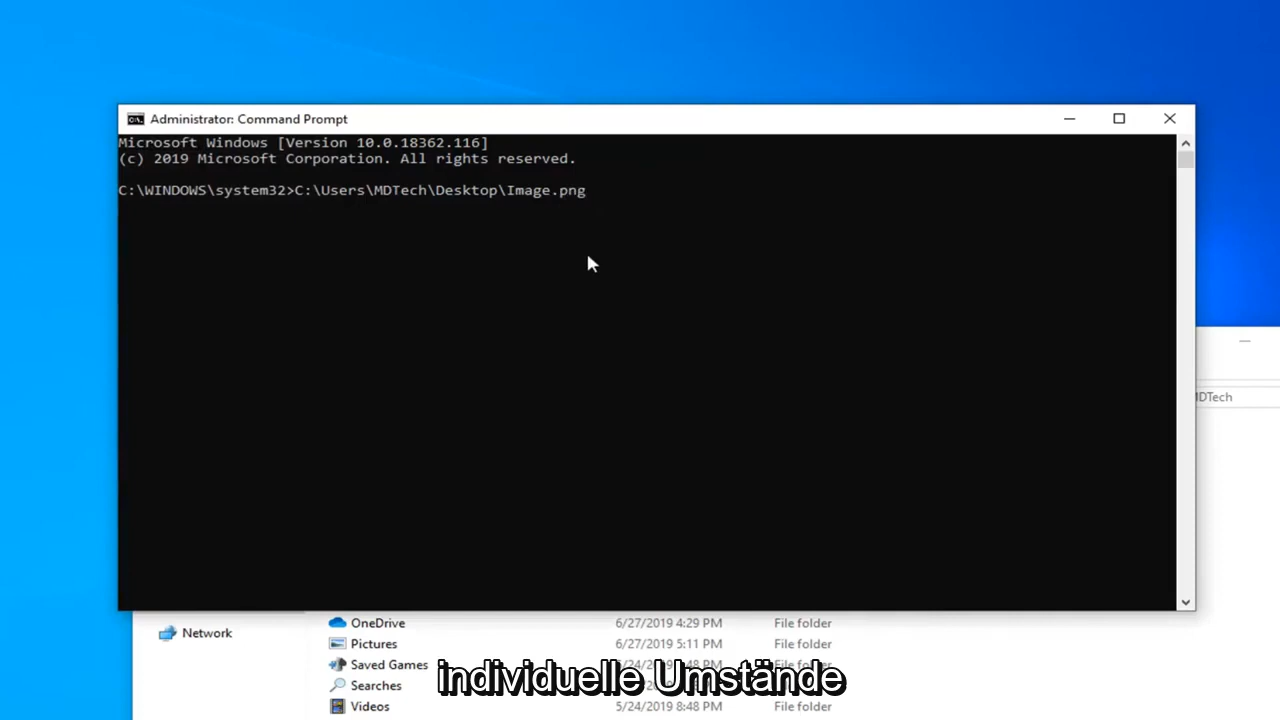 Administrator: Command Prompt
Microsoft Windows [Version 10.0.18362.116]
(c) 2019 Microsoft Corporation. All rights reserved.
C:\WINDOWS\system32>C:\Users\MDTech\Desktop\Image.png
MDTech
Network
OneDrive 6/27/2019 4:29 PM File folder
Pictures 6/27/2019 5:11 PM File folder
Saved Games File folder
Searches
Videos 5/24/2019 8:48 PM File folder
individuelle Umstände